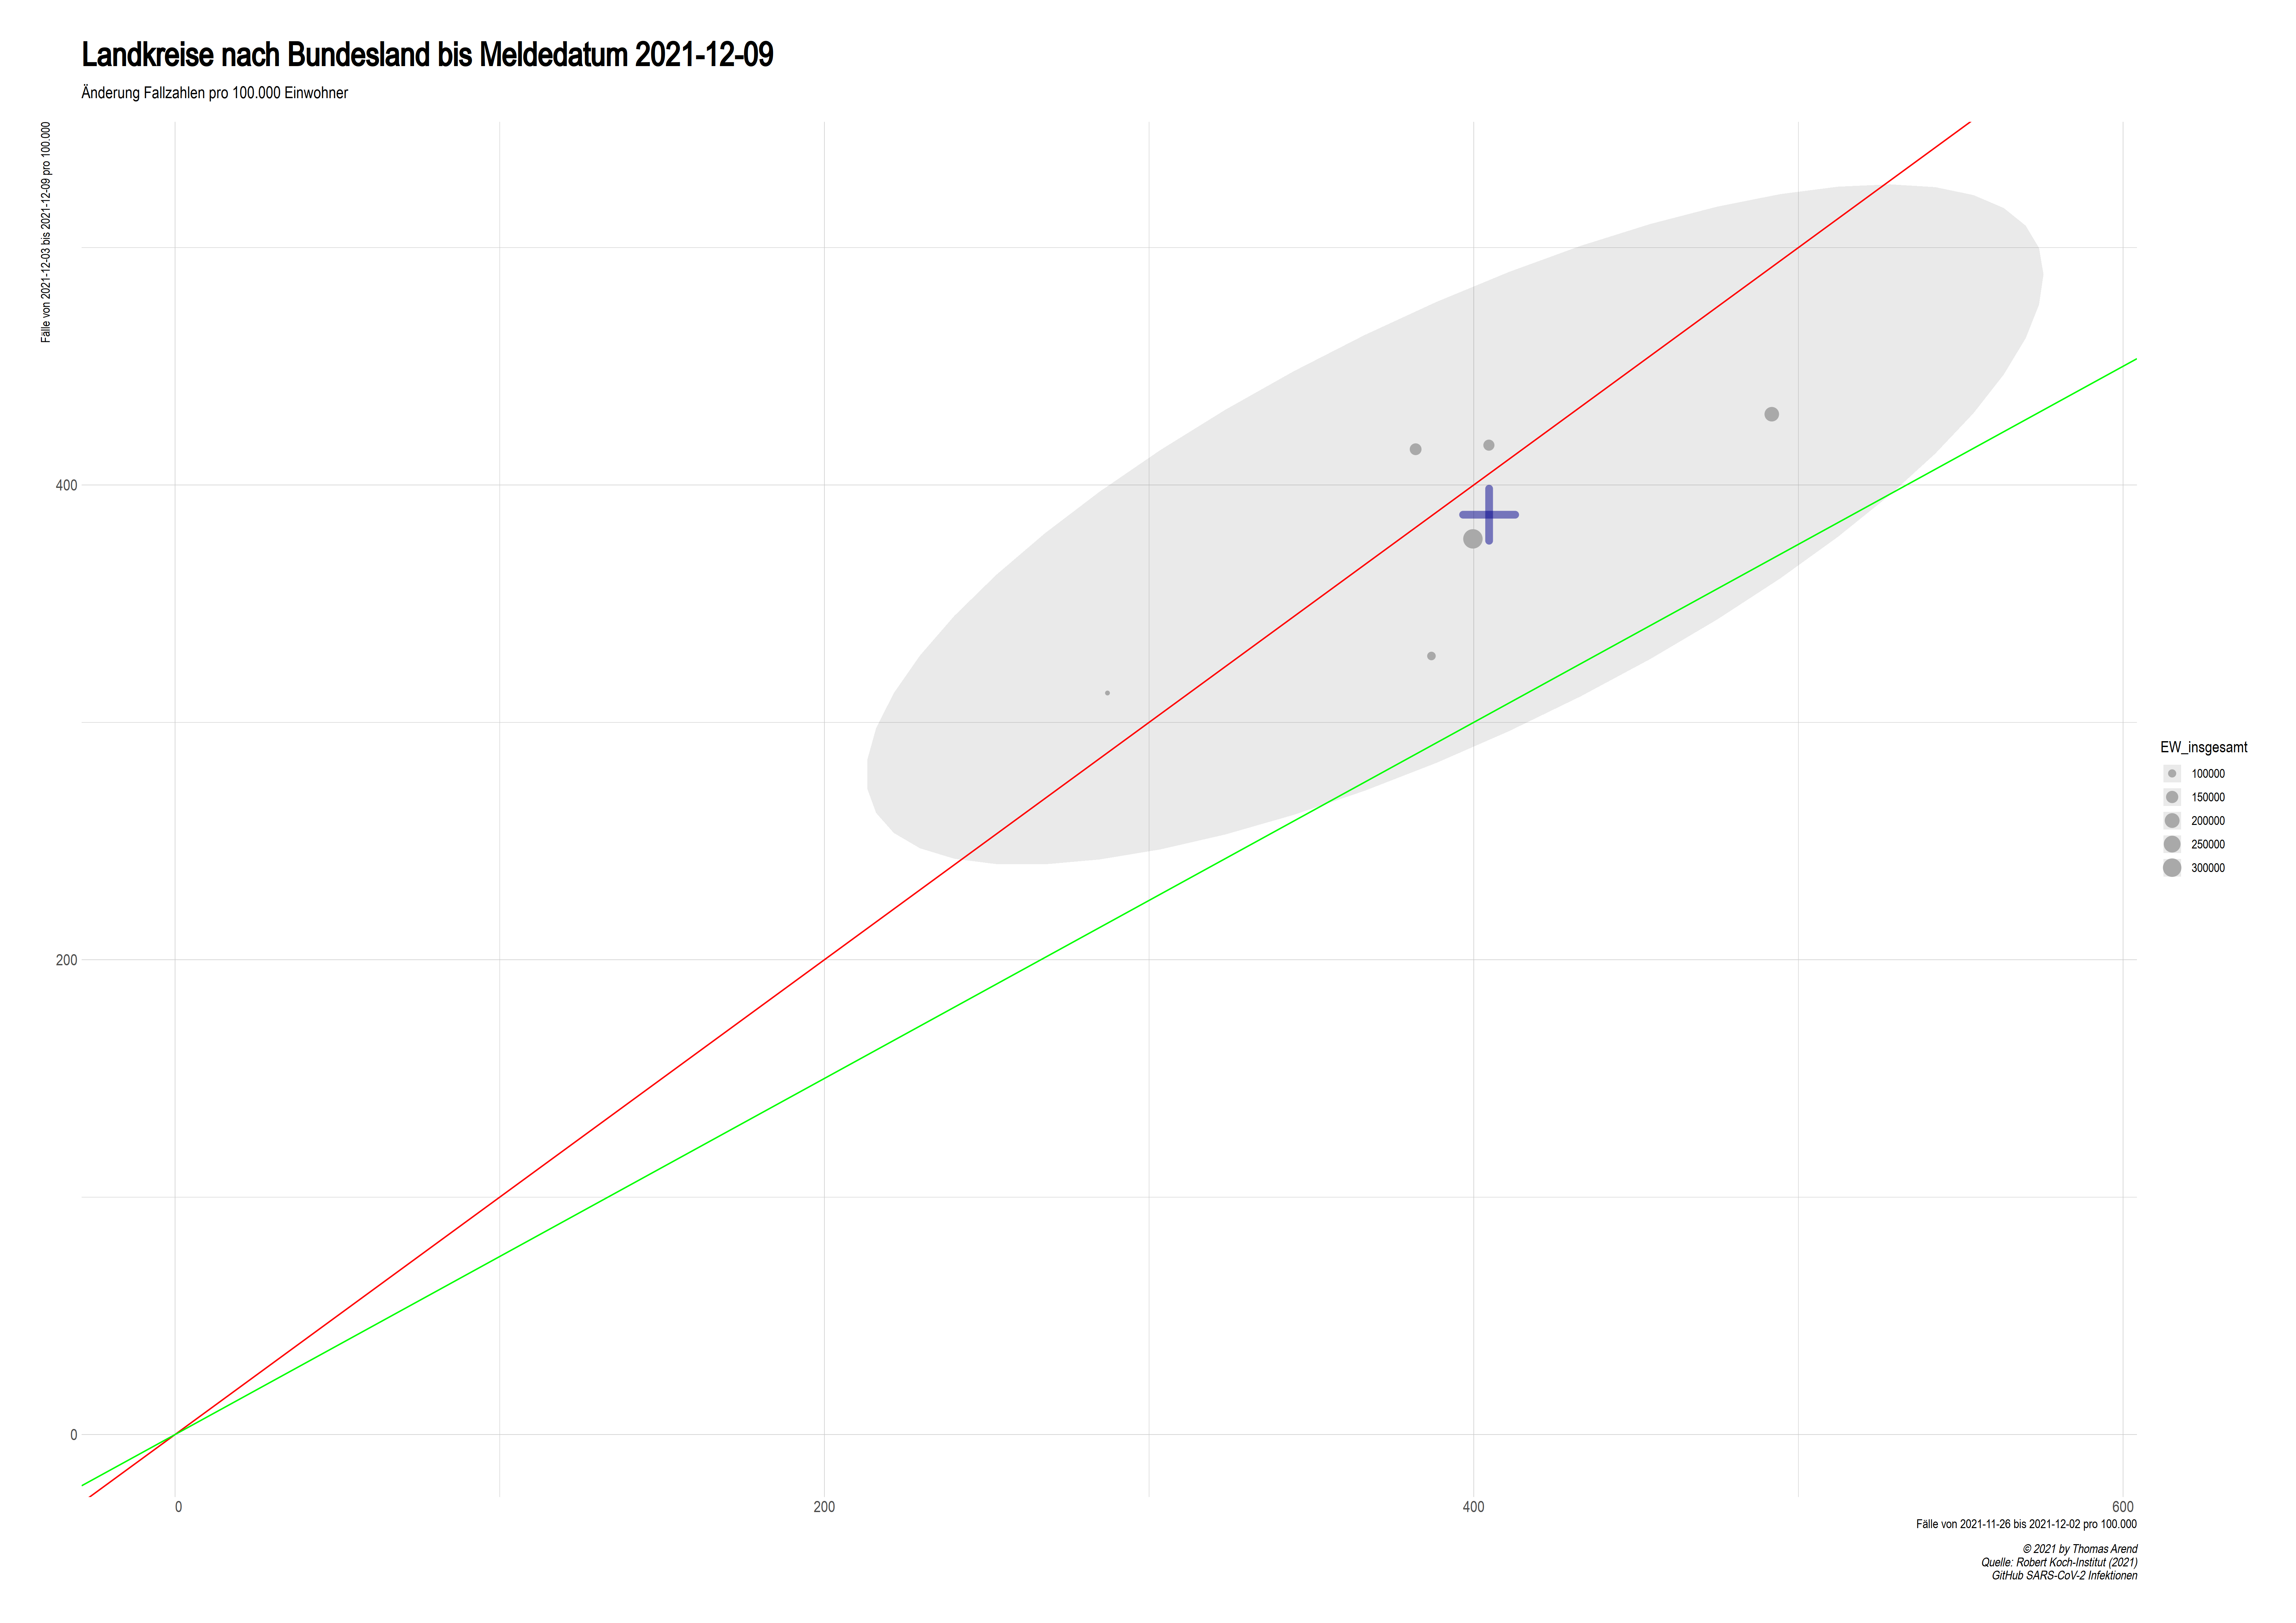 Landkreise nach Bundesland bis Meldedatum 2021-12-09
Änderung Fallzahlen pro 100.000 Einwohner
Fälle von 2021-12-03 bis 2021-12-09 pro 100.000
400
200
0
0
200
400
600
Fälle von 2021-11-26 bis 2021-12-02 pro 100.000
EW_insgesamt
100000
150000
200000
250000
300000
© 2021 by Thomas Arend
Quelle: Robert Koch-Institut (2021)
GitHub SARS-CoV-2 Infektionen